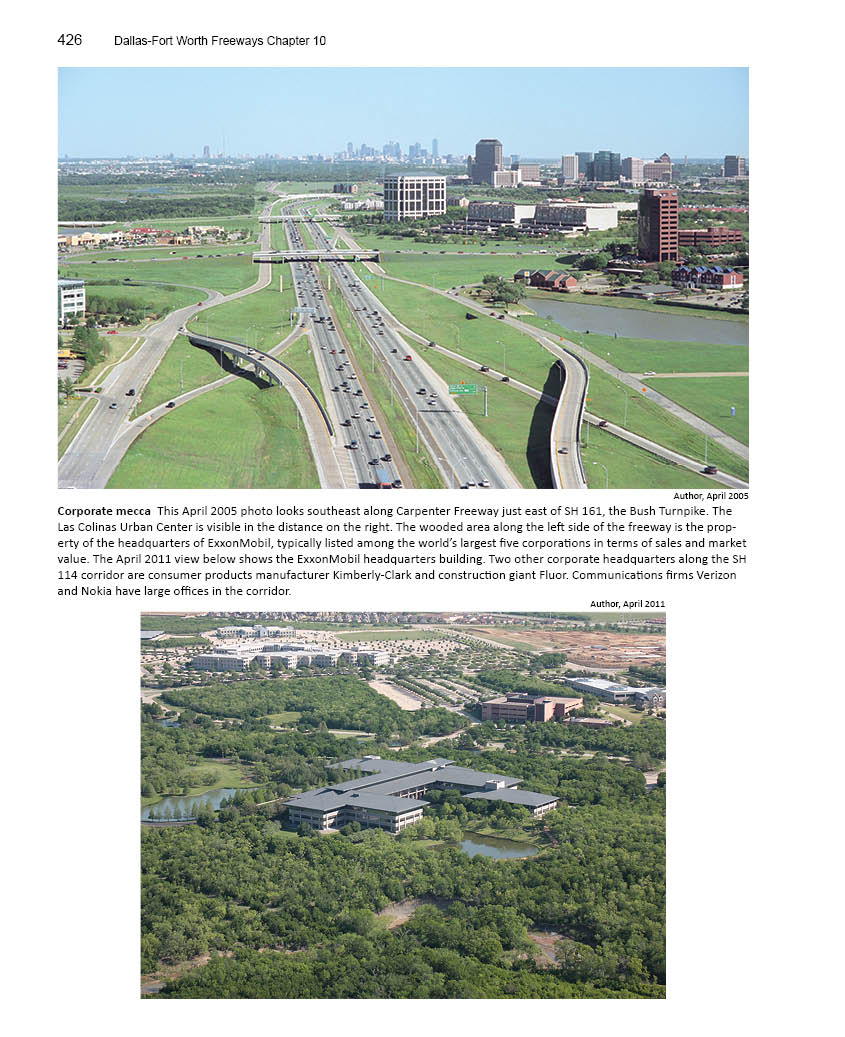 426 Dallas-Fort Worth Freeways Chapter 10
Author, April 2005
Corporate mecca This April 2005 photo looks southeast along Carpenter Freeway just east of SH 161, the Bush Turnpike. The
Las Colinas Urban Center is visible in the distance on the right. The wooded area along the left side of the freeway is the prop-
erty of the headquarters of ExxonMobil, typically listed among the world’s largest five corporations in terms of sales and market
value. The April 2011 view below shows the ExxonMobil headquarters building. Two other corporate headquarters along the SH
114 corridor are consumer products manufacturer Kimberly-Clark and construction giant Fluor. Communications firms Verizon
and Nokia have large offices in the corridor.
Author, April 2011